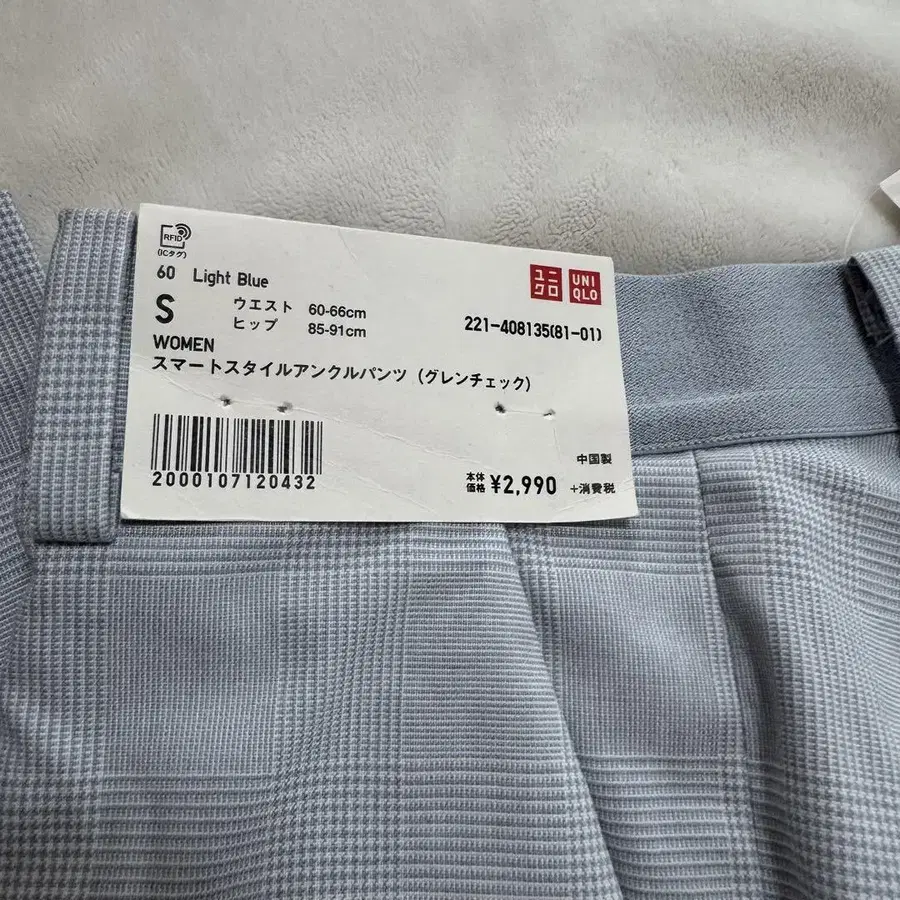 RFID
(ICタグ)
60 Light Blue
S
ウエスト 60-66cm
ヒップ 85-91cm
ユニクロ
UNIQLO
221-408135(81-01)
WOMEN
スマートスタイルアンクルパンツ (グレンチェック)
2000107120432
中国製
本体価格 ¥2,990 +消費税